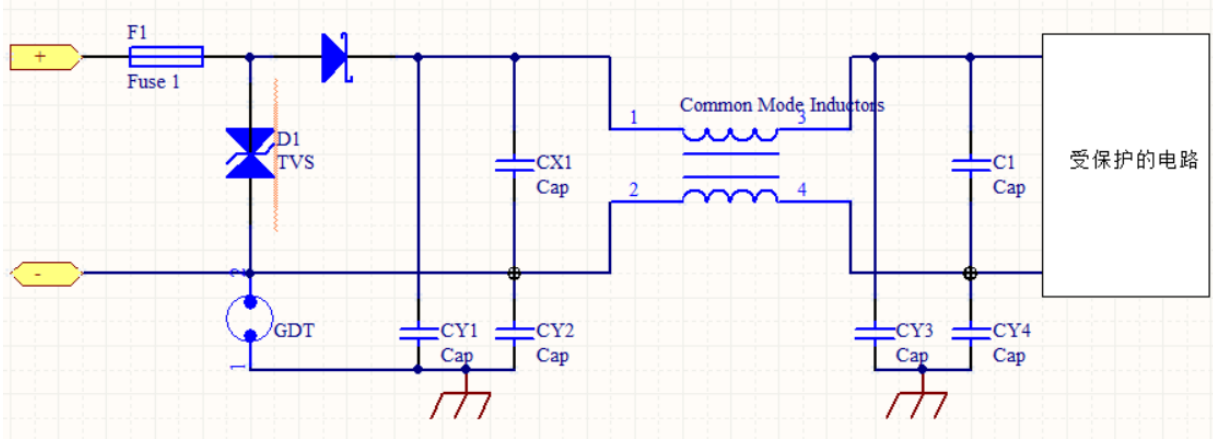 F1
+
Fuse 1
Common Mode Inductors
1
3
D1
TVS
CX1
Cap
C1
Cap
受保护的电路
2
4
-
2
GDT
CY1
Cap
CY2
Cap
CY3
Cap
CY4
Cap
1